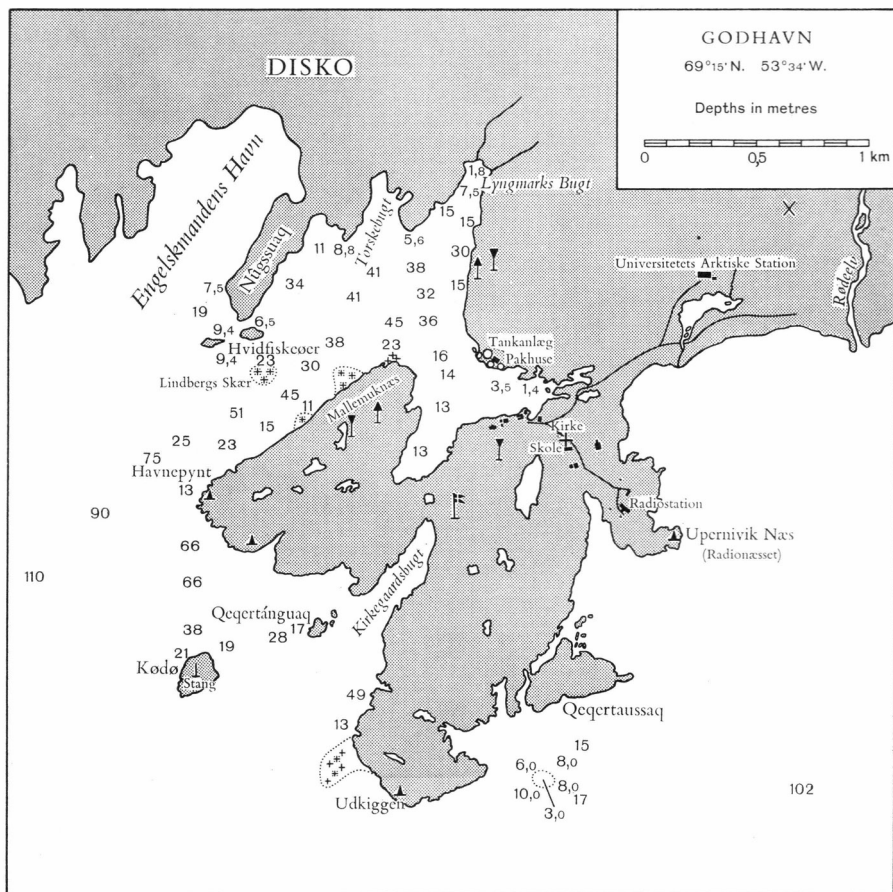 GODHAVN
69°15'N. 53°34'W.
Depths in metres
0 0,5 1 km
DISKO
Engelskmandens Havn
Nûgssuaq
Torskebugt
1,8
Lyngmarks Bugt
7,5
15
15
5,6
11 8,8
30
38
41
Universitetets Arktiske Station
Rødeelv
34
7,5
15
41
32
19
6,5
45 36
9,4
Hvidfiskeøer
38
23
16
Tankanlæg
Pakhuse
9,4
23
30
14
Lindbergs Skær
3,5
1,4
45
11
Mallemuknæs
51
13
15
Kirke
25
23
13
Skole
75
Havnepynt
13
Radiostation
90
Upernivik Næs
(Radionæsset)
66
110
66
Kirkegaardsbugt
Qeqertánguaq
38
17
28
19
21
Kødø
Stang
49
Qeqertaussaq
13
15
6,0
8,0
8,0
10,0
17
102
3,0
Udkiggen